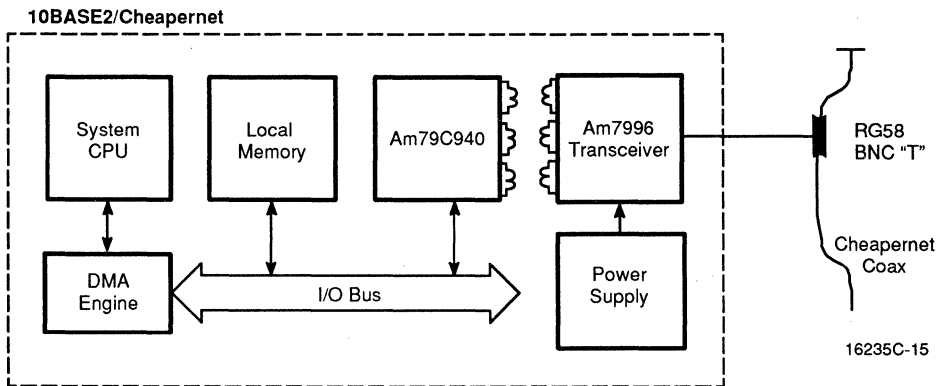 10BASE2/Cheapernet
System
CPU
Local
Memory
Am79C940
Am7996
Transceiver
RG58
BNC “T”
DMA
Engine
I/O Bus
Power
Supply
Cheapernet
Coax
16235C-15